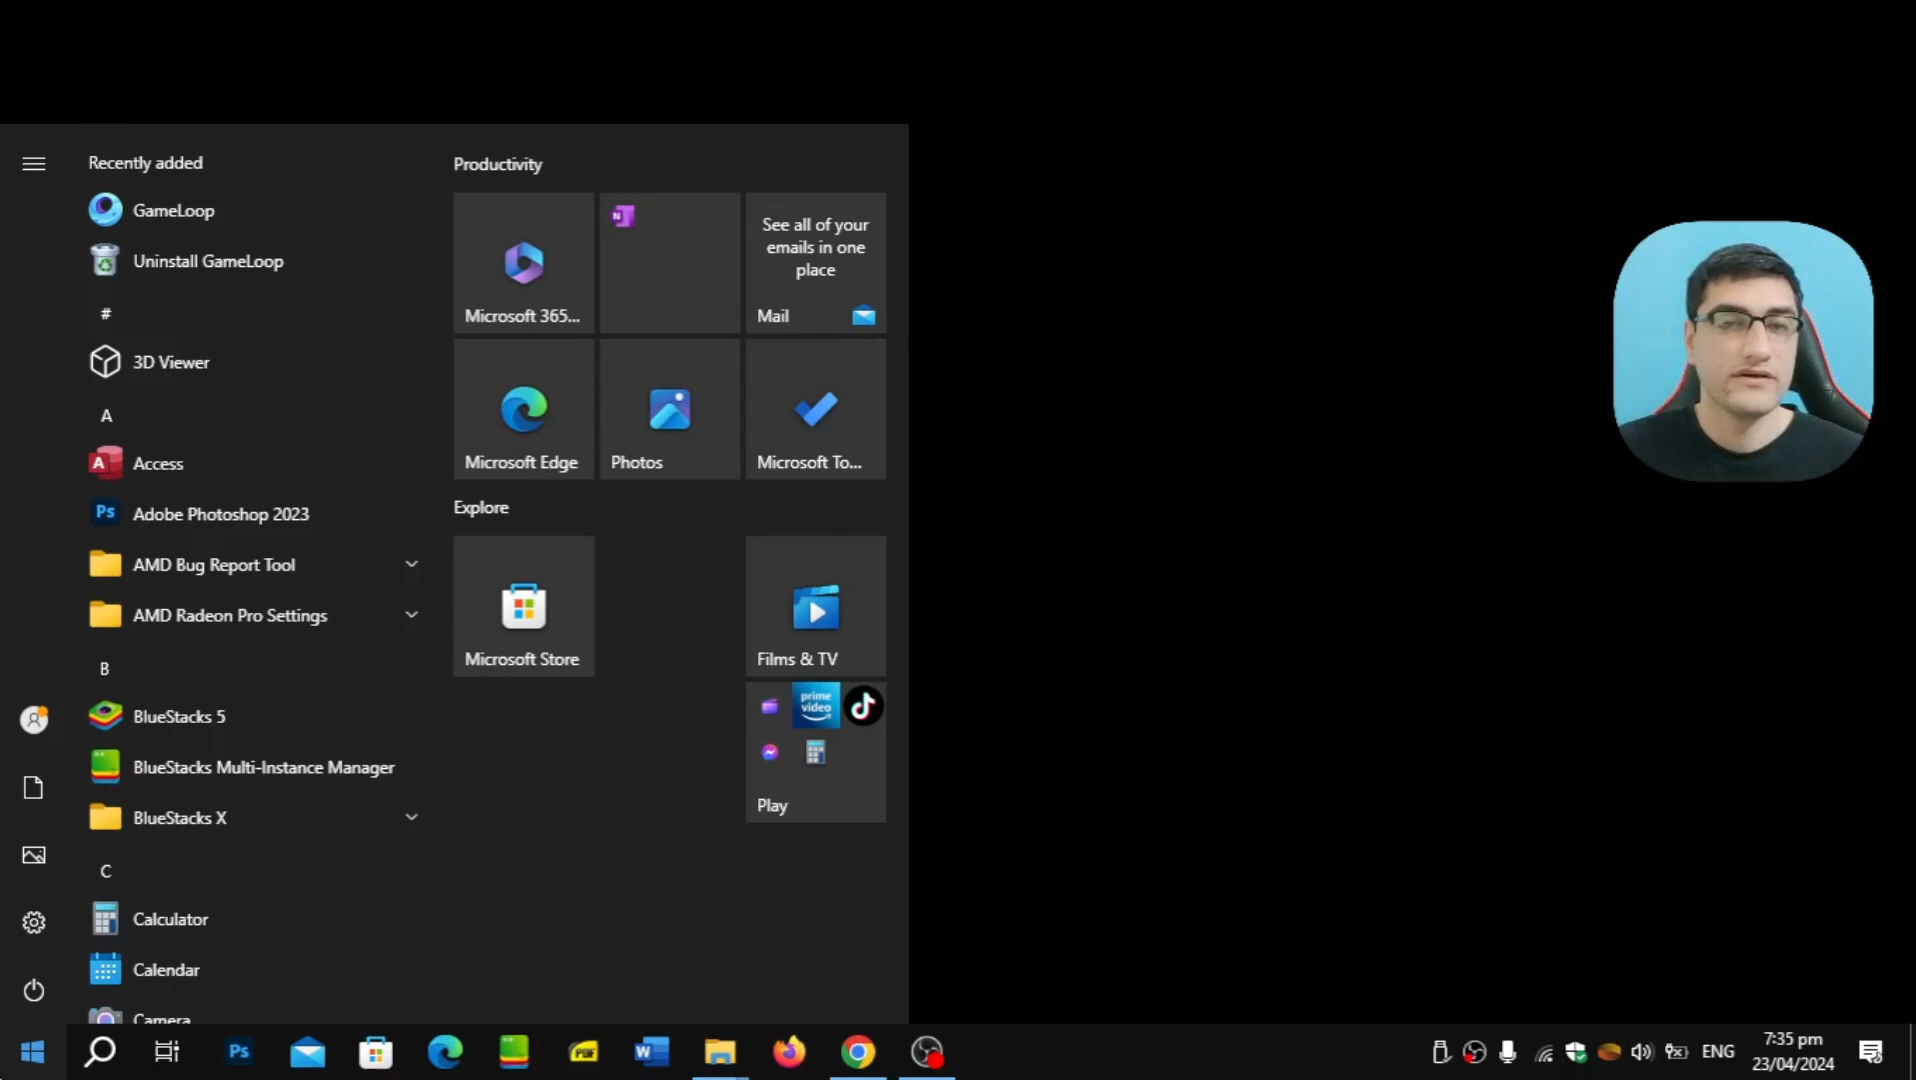 Recently added
GameLoop
Uninstall GameLoop
#
3D Viewer
A
A Access
Ps Adobe Photoshop 2023
AMD Bug Report Tool
AMD Radeon Pro Settings
B
BlueStacks 5
BlueStacks Multi-Instance Manager
BlueStacks X
C
Calculator
Calendar
Camera
Productivity
Microsoft 365...
N
See all of your
emails in one
place
Mail
Microsoft Edge
Photos
Microsoft To...
Explore
Microsoft Store
Films & TV
prime
video
Play
Ps
PDF
W
ENG
7:35 pm
23/04/2024